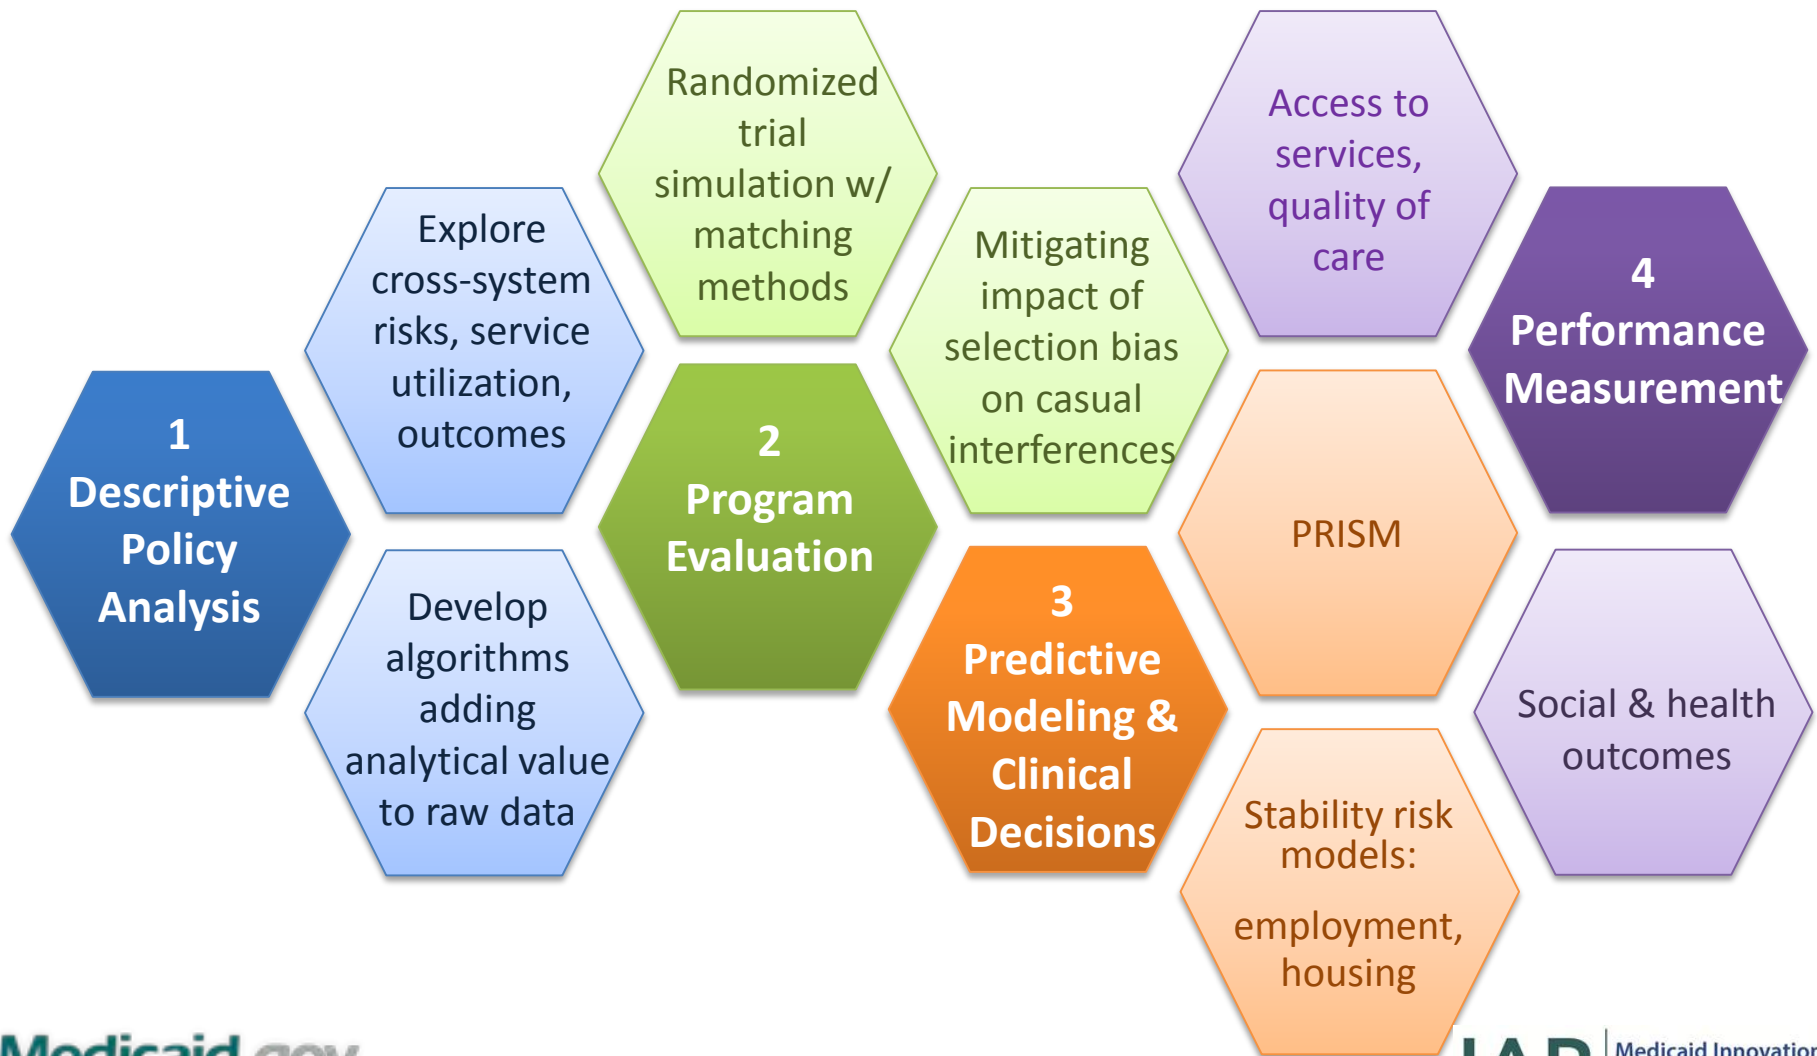 1
Descriptive
Policy
Analysis
Explore
cross-system
risks, service
utilization,
outcomes
Develop
algorithms
adding
analytical value
to raw data
Randomized
trial
simulation w/
matching
methods
2
Program
Evaluation
Mitigating
impact of
selection bias
on casual
interferences
3
Predictive
Modeling &
Clinical
Decisions
Access to
services,
quality of
care
PRISM
Stability risk
models:
employment,
housing
4
Performance
Measurement
Social & health
outcomes
Medicaid.gov
IAP
Medicaid Innovation